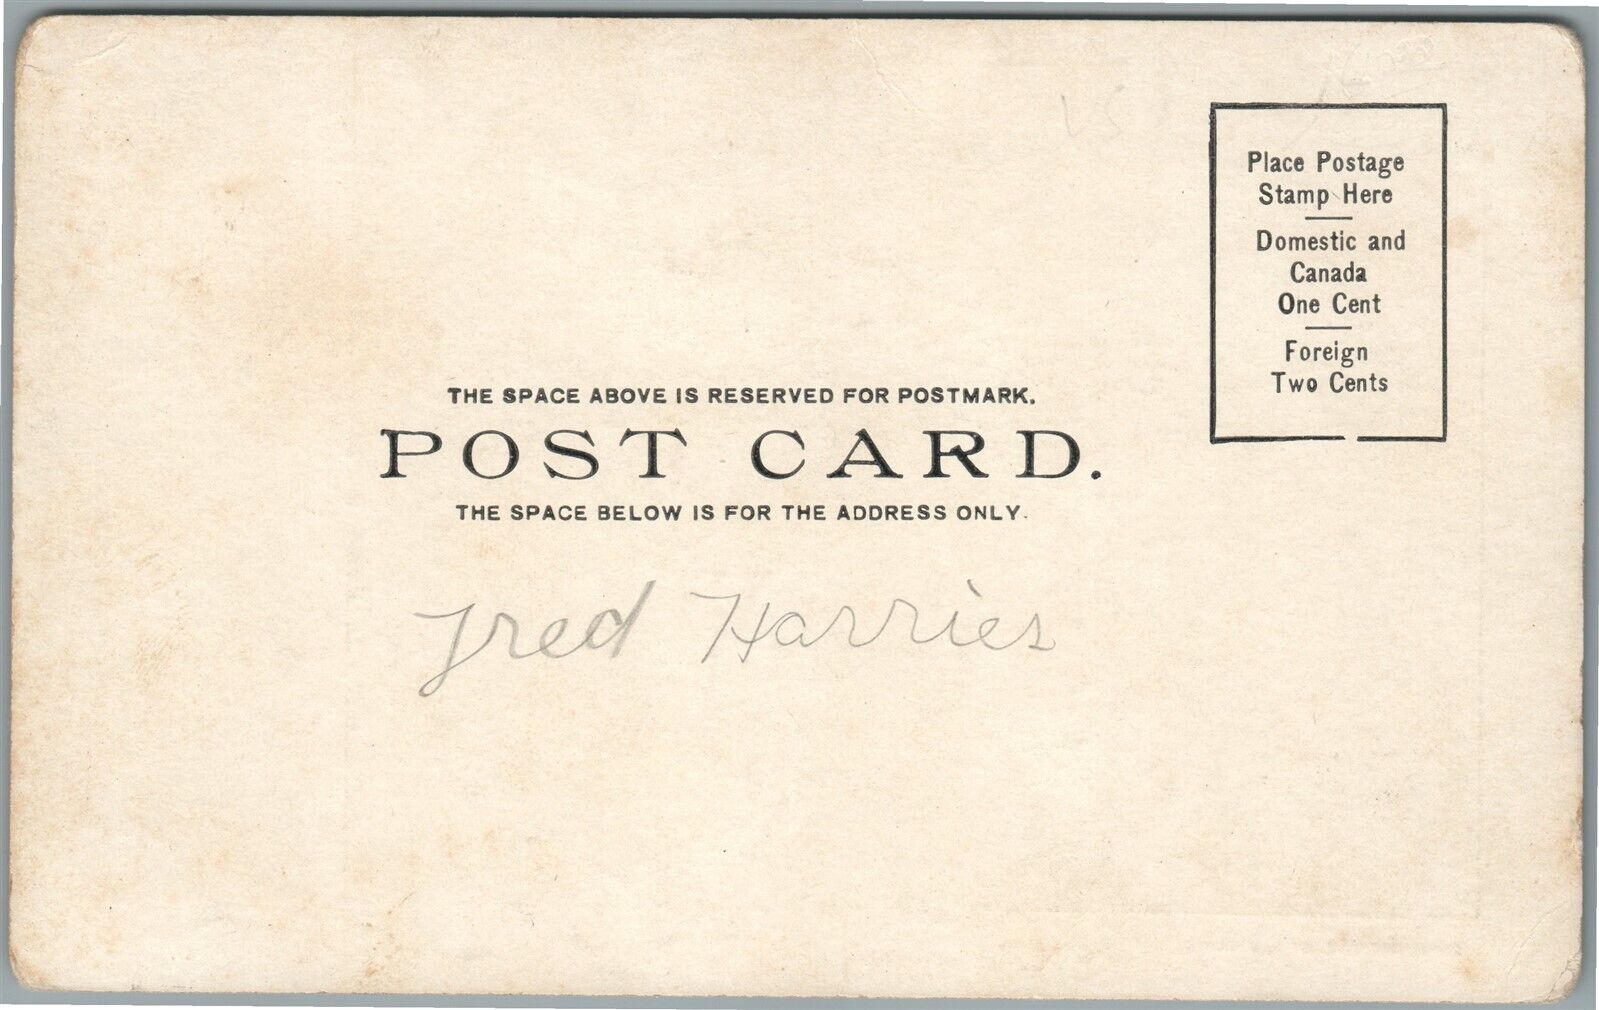 Place Postage
Stamp Here
Domestic and
Canada
One Cent
Foreign
Two Cents
THE SPACE ABOVE IS RESERVED FOR POSTMARK.
POST CARD.
THE SPACE BELOW IS FOR THE ADDRESS ONLY.
Fred Harries